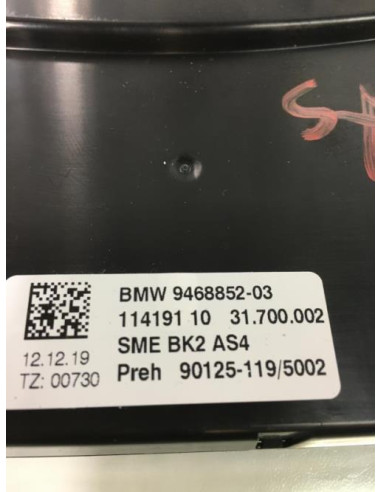 BMW 9468852-03
114191 10 31.700.002
SME BK2 AS4
Preh 90125-119/5002
12.12.19
TZ: 00730